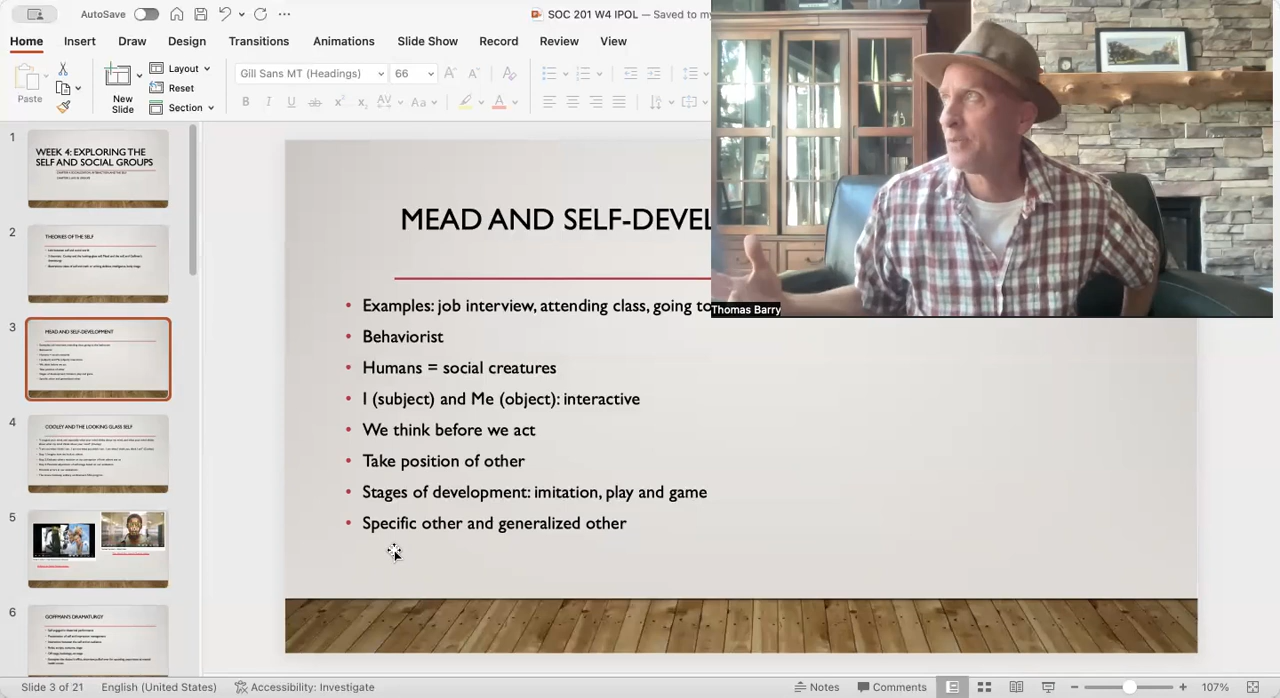 AutoSave
SOC 201 W4 IPOL — Saved to my
Home Insert Draw Design Transitions Animations Slide Show Record Review View
Paste
New Slide
Layout
Reset
Section
Gill Sans MT (Headings) 66
B I U ab x² x₂ AV Aa A
1
WEEK 4: EXPLORING THE
SELF AND SOCIAL GROUPS
2
THEORIES OF THE SELF
3
MEAD AND SELF-DEVELOPMENT
4
COOLEY AND THE LOOKING GLASS SELF
5
6
GOFFMAN'S DRAMATURGY
MEAD AND SELF-DEVEL
• Examples: job interview, attending class, going to
• Behaviorist
• Humans = social creatures
• I (subject) and Me (object): interactive
• We think before we act
• Take position of other
• Stages of development: imitation, play and game
• Specific other and generalized other
Thomas Barry
Slide 3 of 21 English (United States) Accessibility: Investigate Notes Comments 107%